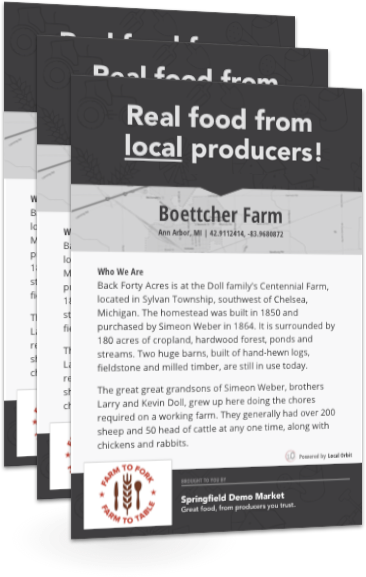 Real food from
local producers!
Boettcher Farm
Ann Arbor, MI | 42.9112414, -83.9680872
Who We Are
Back Forty Acres is at the Doll family's Centennial Farm,
located in Sylvan Township, southwest of Chelsea,
Michigan. The homestead was built in 1850 and
purchased by Simeon Weber in 1864. It is surrounded by
180 acres of cropland, hardwood forest, ponds and
streams. Two huge barns, built of hand-hewn logs,
fieldstone and milled timber, are still in use today.
The great great grandsons of Simeon Weber, brothers
Larry and Kevin Doll, grew up here doing the chores
required on a working farm. They generally had over 200
sheep and 50 head of cattle at any one time, along with
chickens and rabbits.
Powered by Local Orbit
FARM TO FORK
FARM TO TABLE
BROUGHT TO YOU BY
Springfield Demo Market
Great food, from producers you trust.